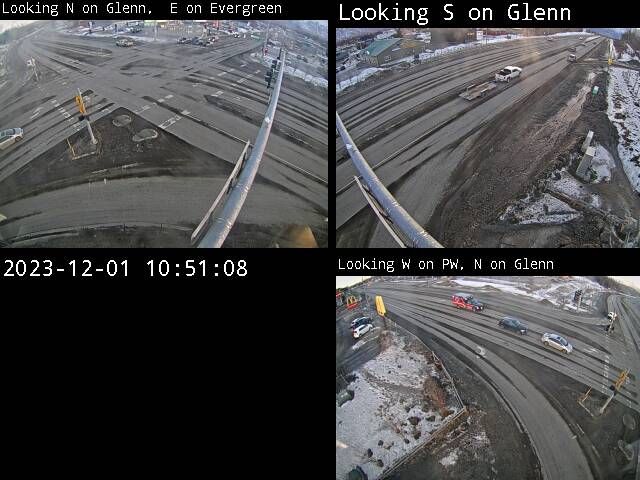 Looking N on Glenn, E on Evergreen
Looking S on Glenn
2023-12-01 10:51:08
Looking W on PW, N on Glenn